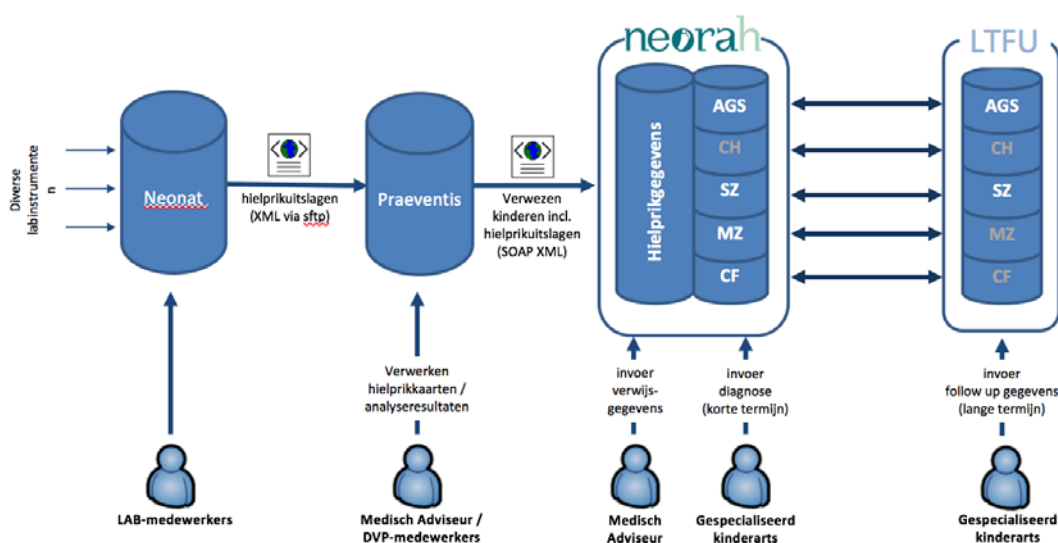 neorah
LTFU
Diverse
labinstrumente
n
Neonat
hielprikuitslagen
(XML via sftp)
Praeventis
Verwezen
kinderen incl.
hielprikuitslagen
(SOAP XML)
Hielprikgegevens
AGS
CH
SZ
MZ
CF
AGS
CH
SZ
MZ
CF
Verwerken
hielprikkaarten /
analyseresultaten
invoer
verwijs-
gegevens
invoer
diagnose
(korte termijn)
invoer
follow up gegevens
(lange termijn)
LAB-medewerkers
Medisch Adviseur /
DVP-medewerkers
Medisch
Adviseur
Gespecialiseerd
kinderarts
Gespecialiseerd
kinderarts